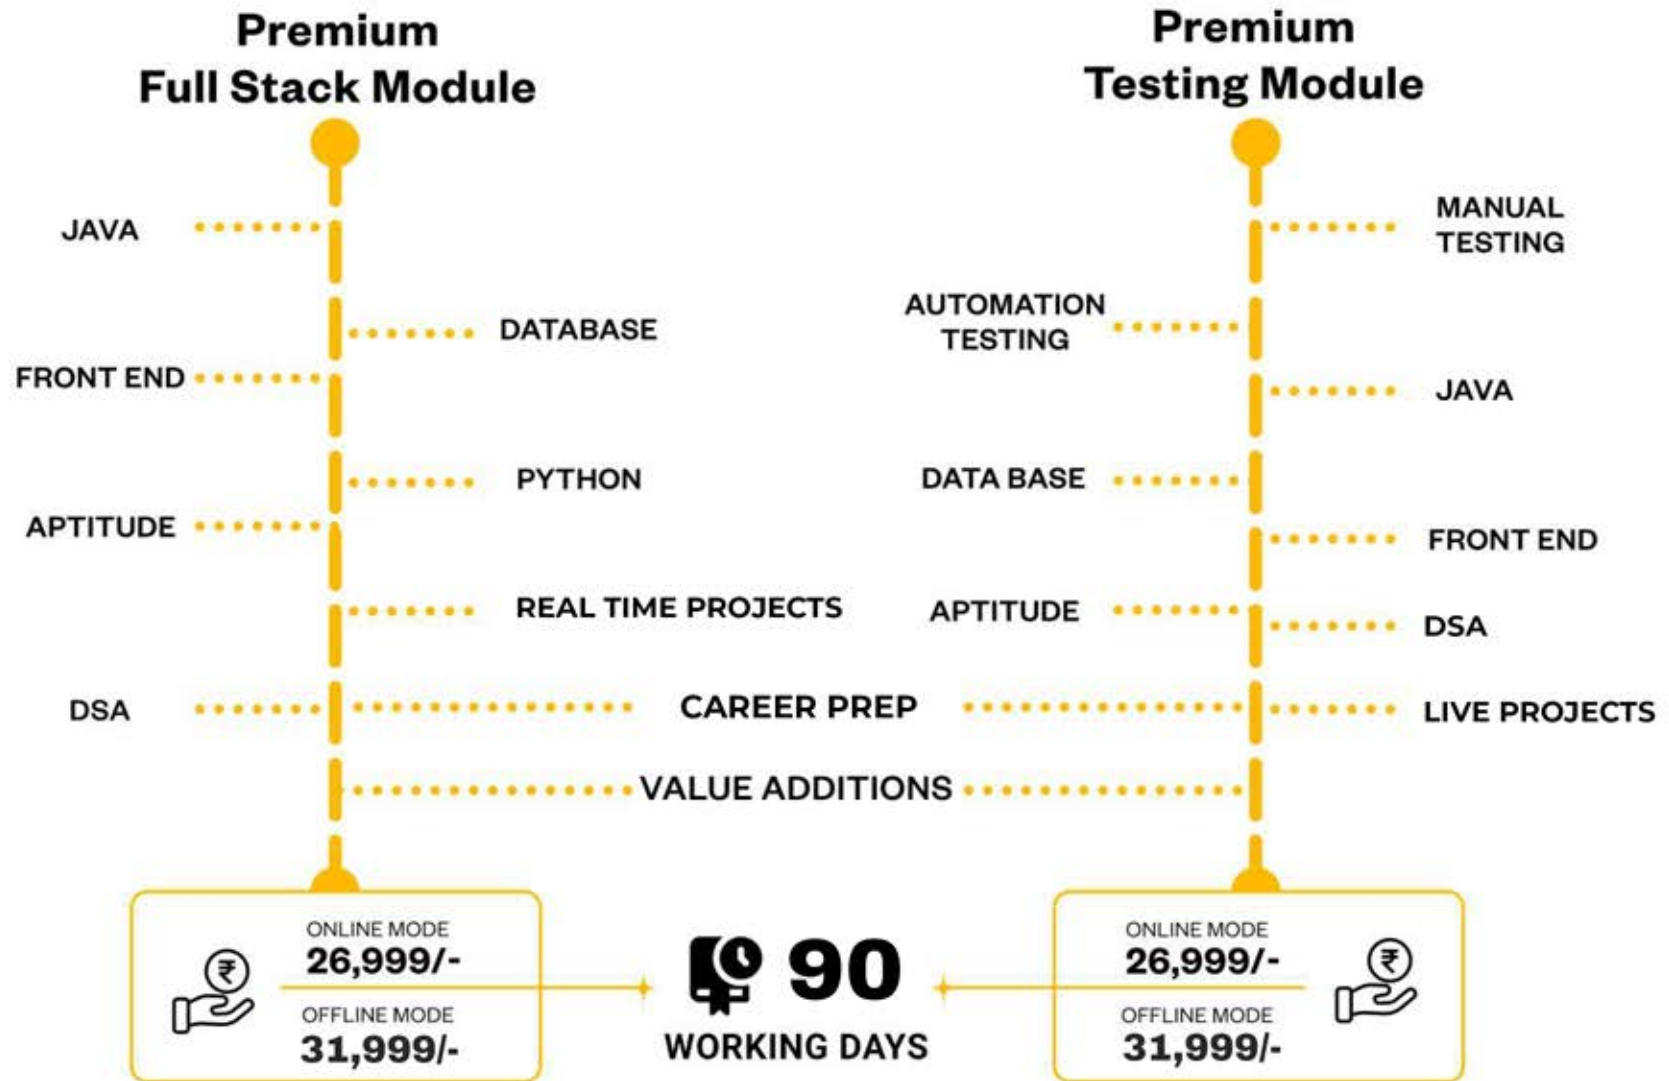 Premium
Full Stack Module
JAVA
DATABASE
FRONT END
PYTHON
APTITUDE
REAL TIME PROJECTS
DSA
Premium
Testing Module
MANUAL
TESTING
AUTOMATION
TESTING
JAVA
DATA BASE
FRONT END
APTITUDE
DSA
LIVE PROJECTS
CAREER PREP
VALUE ADDITIONS
₹
ONLINE MODE
26,999/-
OFFLINE MODE
31,999/-
90
WORKING DAYS
ONLINE MODE
26,999/-
OFFLINE MODE
31,999/-
₹